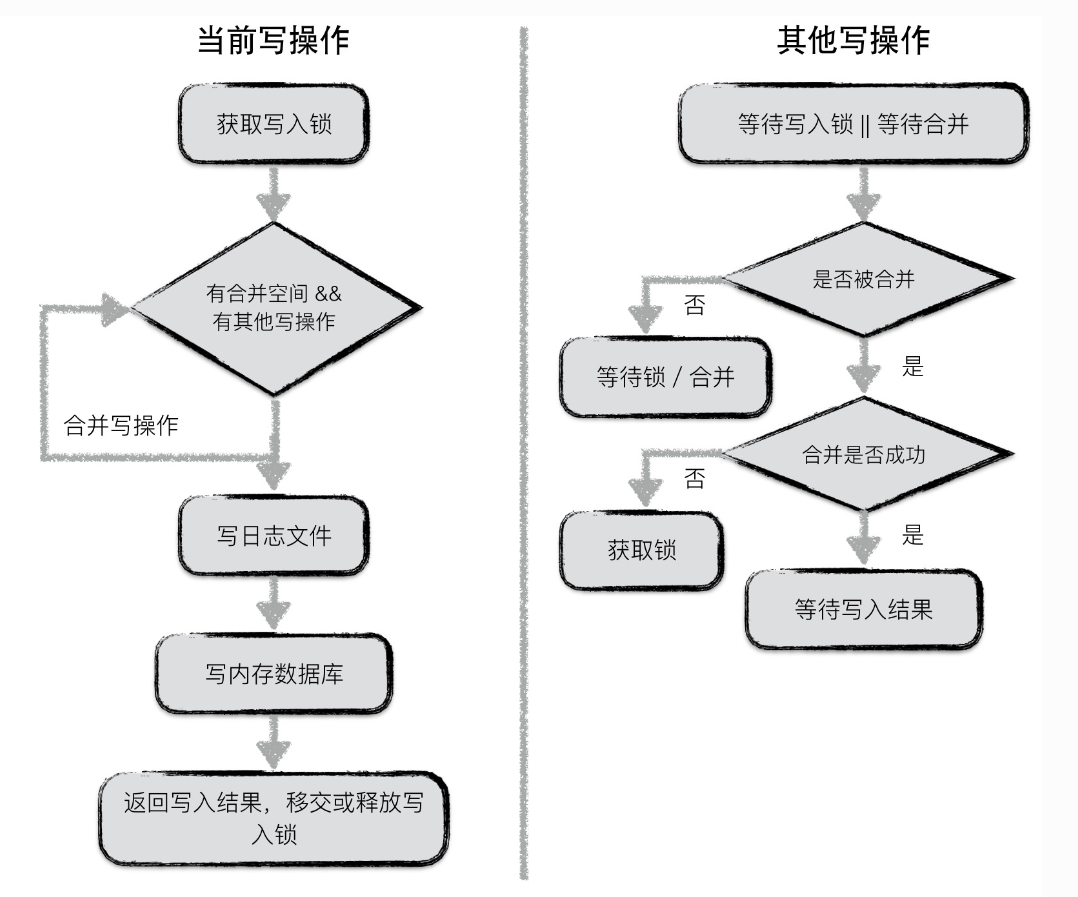 当前写操作
获取写入锁
有合并空间 &&
有其他写操作
合并写操作
写日志文件
写内存数据库
返回写入结果，移交或释放写
入锁
其他写操作
等待写入锁 || 等待合并
是否被合并
否
等待锁 / 合并
是
合并是否成功
否
获取锁
是
等待写入结果